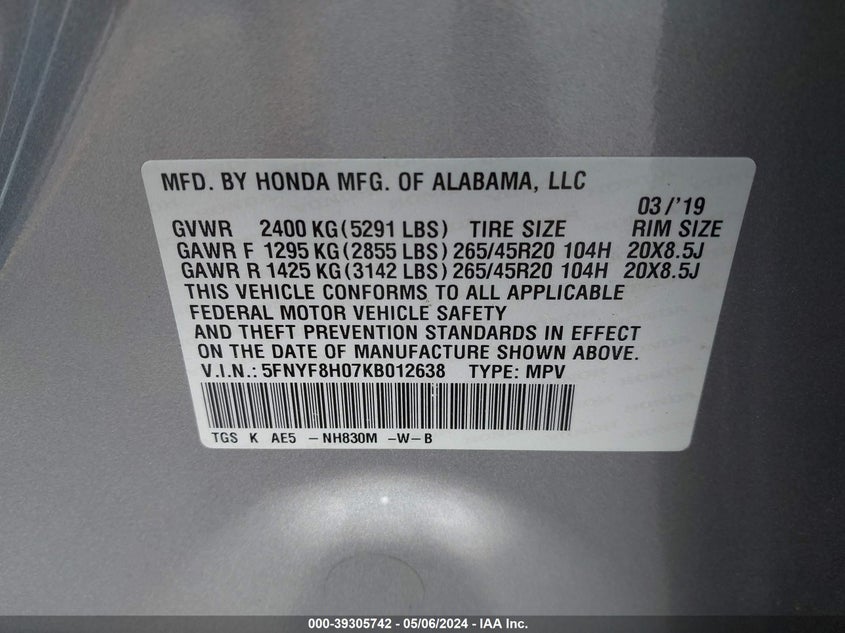 MFD. BY HONDA MFG. OF ALABAMA, LLC
03/'19
GVWR 2400 KG(5291 LBS) TIRE SIZE RIM SIZE
GAWR F 1295 KG(2855 LBS) 265/45R20 104H 20X8.5J
GAWR R 1425 KG(3142 LBS) 265/45R20 104H 20X8.5J
THIS VEHICLE CONFORMS TO ALL APPLICABLE
FEDERAL MOTOR VEHICLE SAFETY
AND THEFT PREVENTION STANDARDS IN EFFECT
ON THE DATE OF MANUFACTURE SHOWN ABOVE.
V.I.N.: 5FNYF8H07KB012638 TYPE: MPV
TGS K AE5 -NH830M -W-B
000-39305742 - 05/06/2024 - IAA Inc.